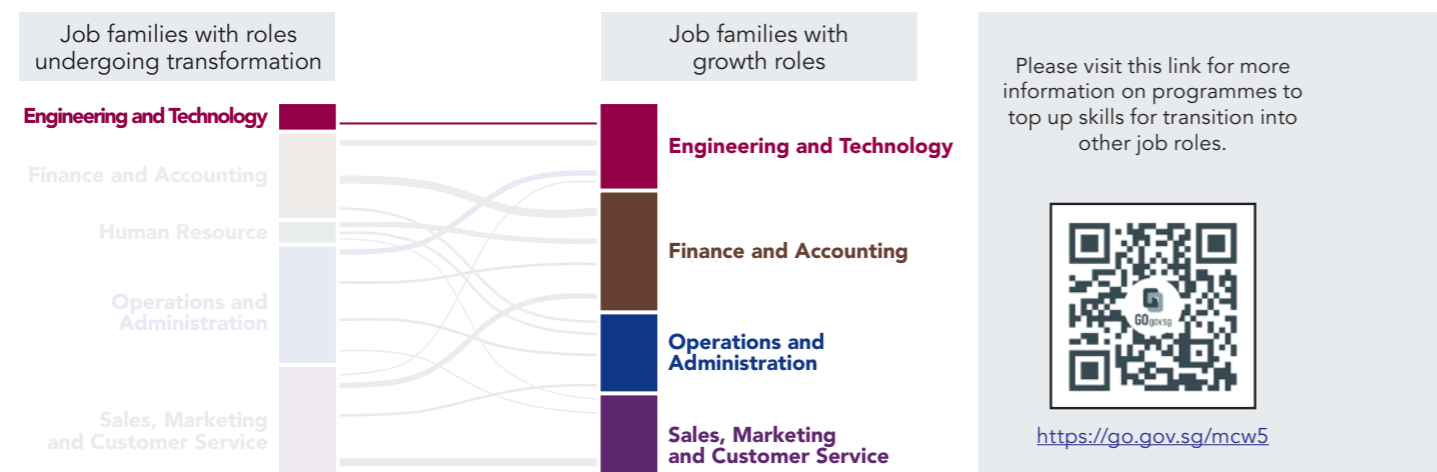 Job families with roles
undergoing transformation
Engineering and Technology
Finance and Accounting
Human Resource
Operations and
Administration
Sales, Marketing
and Customer Service
Job families with
growth roles
Engineering and Technology
Finance and Accounting
Operations and
Administration
Sales, Marketing
and Customer Service
Please visit this link for more
information on programmes to
top up skills for transition into
other job roles.
GOgovsg
https://go.gov.sg/mcw5